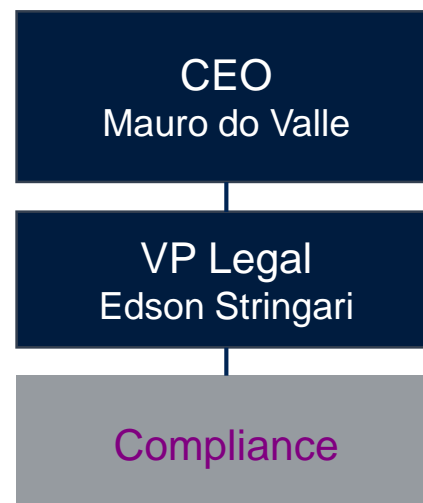 CEO
Mauro do Valle
VP Legal
Edson Stringari
Compliance